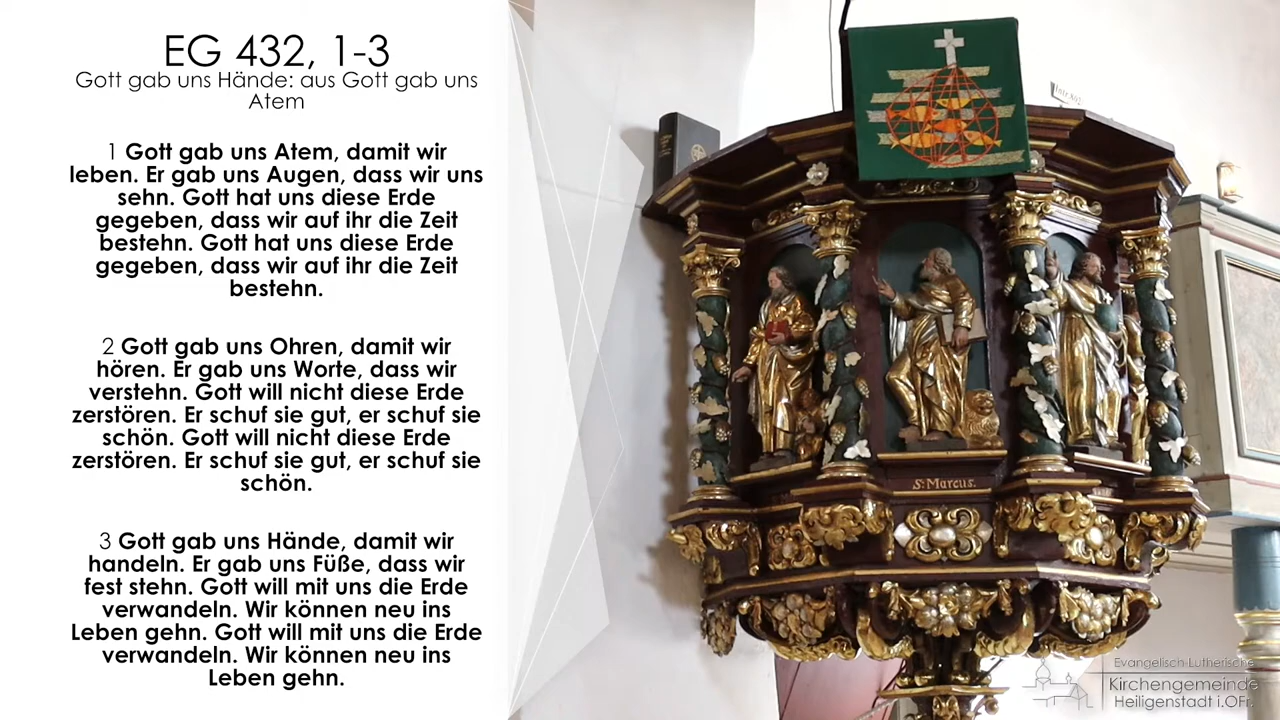 EG 432, 1-3
Gott gab uns Hände: aus Gott gab uns
Atem
1 Gott gab uns Atem, damit wir
leben. Er gab uns Augen, dass wir uns
sehn. Gott hat uns diese Erde
gegeben, dass wir auf ihr die Zeit
bestehn. Gott hat uns diese Erde
gegeben, dass wir auf ihr die Zeit
bestehn.
2 Gott gab uns Ohren, damit wir
hören. Er gab uns Worte, dass wir
verstehn. Gott will nicht diese Erde
zerstören. Er schuf sie gut, er schuf sie
schön. Gott will nicht diese Erde
zerstören. Er schuf sie gut, er schuf sie
schön.
3 Gott gab uns Hände, damit wir
handeln. Er gab uns Füße, dass wir
fest stehn. Gott will mit uns die Erde
verwandeln. Wir können neu ins
Leben gehn. Gott will mit uns die Erde
verwandeln. Wir können neu ins
Leben gehn.
S: Marcus.
Evangelisch-Lutherische
Kirchengemeinde
Heiligenstadt i.OFr.